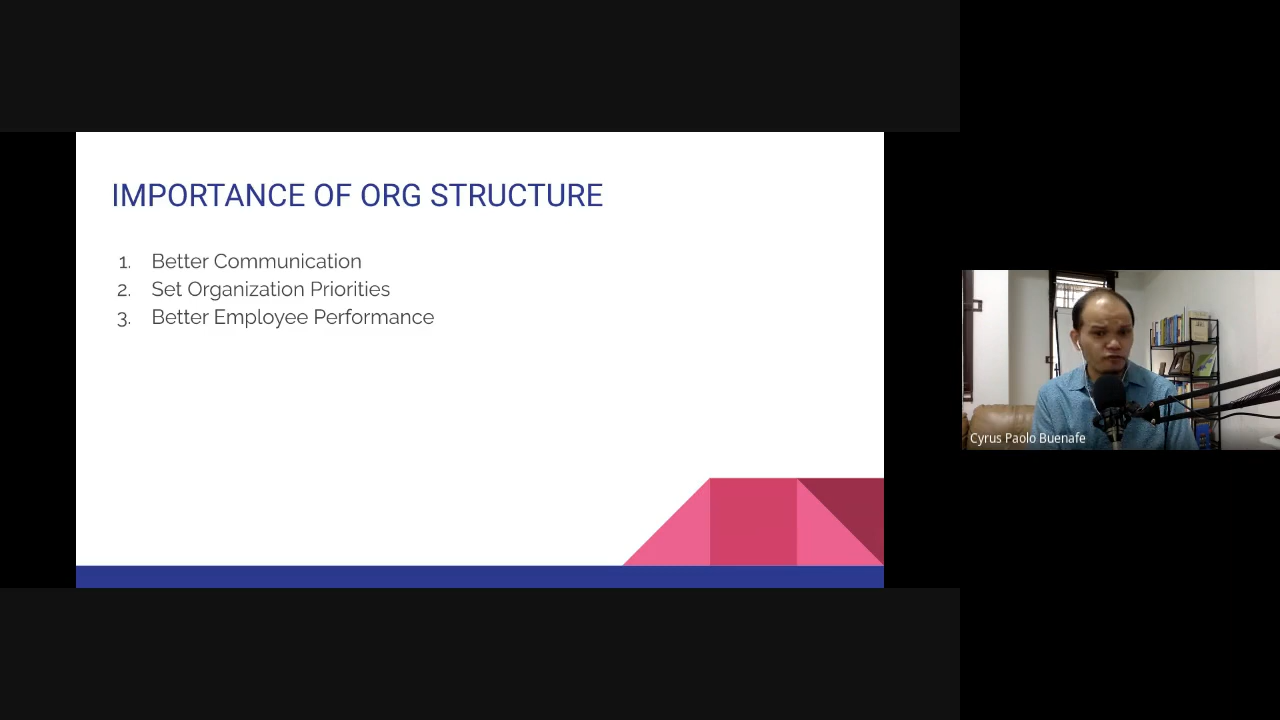 IMPORTANCE OF ORG STRUCTURE
1. Better Communication
2. Set Organization Priorities
3. Better Employee Performance
Cyrus Paolo Buenafe